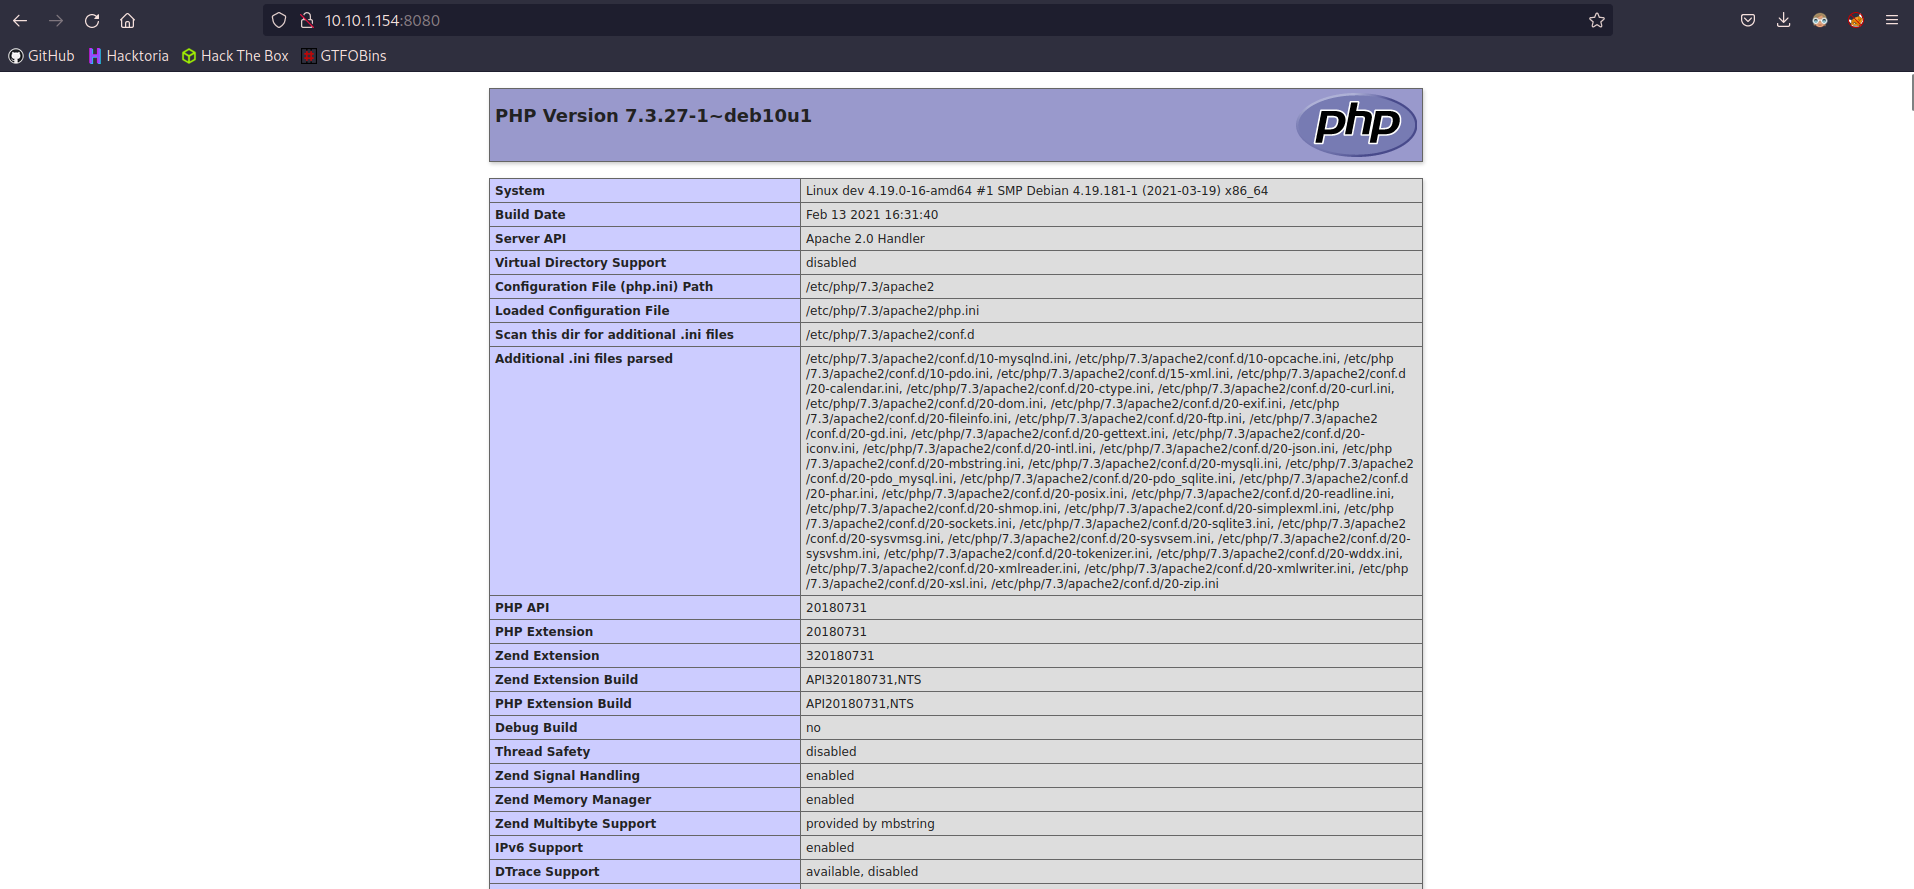 10.10.1.154:8080
GitHub Hacktoria Hack The Box GTFOBins
PHP Version 7.3.27-1~deb10u1
php
System Linux dev 4.19.0-16-amd64 #1 SMP Debian 4.19.181-1 (2021-03-19) x86_64
Build Date Feb 13 2021 16:31:40
Server API Apache 2.0 Handler
Virtual Directory Support disabled
Configuration File (php.ini) Path /etc/php/7.3/apache2
Loaded Configuration File /etc/php/7.3/apache2/php.ini
Scan this dir for additional .ini files /etc/php/7.3/apache2/conf.d
Additional .ini files parsed /etc/php/7.3/apache2/conf.d/10-mysqlnd.ini, /etc/php/7.3/apache2/conf.d/10-opcache.ini, /etc/php
/7.3/apache2/conf.d/10-pdo.ini, /etc/php/7.3/apache2/conf.d/15-xml.ini, /etc/php/7.3/apache2/conf.d
/20-calendar.ini, /etc/php/7.3/apache2/conf.d/20-ctype.ini, /etc/php/7.3/apache2/conf.d/20-curl.ini,
/etc/php/7.3/apache2/conf.d/20-dom.ini, /etc/php/7.3/apache2/conf.d/20-exif.ini, /etc/php
/7.3/apache2/conf.d/20-fileinfo.ini, /etc/php/7.3/apache2/conf.d/20-ftp.ini, /etc/php/7.3/apache2
/conf.d/20-gd.ini, /etc/php/7.3/apache2/conf.d/20-gettext.ini, /etc/php/7.3/apache2/conf.d/20-
iconv.ini, /etc/php/7.3/apache2/conf.d/20-intl.ini, /etc/php/7.3/apache2/conf.d/20-json.ini, /etc/php
/7.3/apache2/conf.d/20-mbstring.ini, /etc/php/7.3/apache2/conf.d/20-mysqli.ini, /etc/php/7.3/apache2
/conf.d/20-pdo_mysql.ini, /etc/php/7.3/apache2/conf.d/20-pdo_sqlite.ini, /etc/php/7.3/apache2/conf.d
/20-phar.ini, /etc/php/7.3/apache2/conf.d/20-posix.ini, /etc/php/7.3/apache2/conf.d/20-readline.ini,
/etc/php/7.3/apache2/conf.d/20-shmop.ini, /etc/php/7.3/apache2/conf.d/20-simplexml.ini, /etc/php
/7.3/apache2/conf.d/20-sockets.ini, /etc/php/7.3/apache2/conf.d/20-sqlite3.ini, /etc/php/7.3/apache2
/conf.d/20-sysvmsg.ini, /etc/php/7.3/apache2/conf.d/20-sysvsem.ini, /etc/php/7.3/apache2/conf.d/20-
sysvshm.ini, /etc/php/7.3/apache2/conf.d/20-tokenizer.ini, /etc/php/7.3/apache2/conf.d/20-wddx.ini,
/etc/php/7.3/apache2/conf.d/20-xmlreader.ini, /etc/php/7.3/apache2/conf.d/20-xmlwriter.ini, /etc/php
/7.3/apache2/conf.d/20-xsl.ini, /etc/php/7.3/apache2/conf.d/20-zip.ini
PHP API 20180731
PHP Extension 20180731
Zend Extension 320180731
Zend Extension Build API320180731,NTS
PHP Extension Build API20180731,NTS
Debug Build no
Thread Safety disabled
Zend Signal Handling enabled
Zend Memory Manager enabled
Zend Multibyte Support provided by mbstring
IPv6 Support enabled
DTrace Support available, disabled